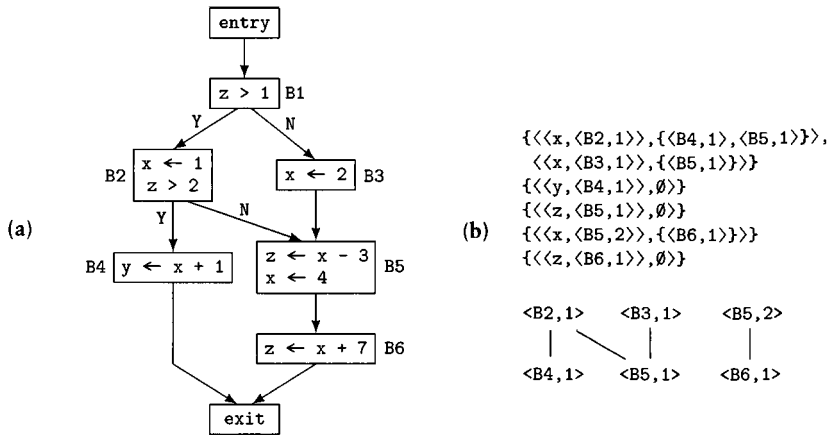 entry
z > 1 B1
Y N
x ← 1
z > 2
B2
x ← 2 B3
Y N
(a)
B4 y ← x + 1
z ← x - 3
x ← 4
B5
z ← x + 7 B6
exit
(b)
{⟨⟨x,<B2,1⟩⟩,{⟨B4,1⟩,<B5,1⟩}⟩,
⟨⟨x,<B3,1⟩⟩,{⟨B5,1⟩}⟩}
{⟨⟨y,<B4,1⟩⟩,∅⟩}
{⟨⟨z,<B5,1⟩⟩,∅⟩}
{⟨⟨x,<B5,2⟩⟩,{⟨B6,1⟩}⟩}
{⟨⟨z,<B6,1⟩⟩,∅⟩}
<B2,1> <B3,1> <B5,2>
<B4,1> <B5,1> <B6,1>